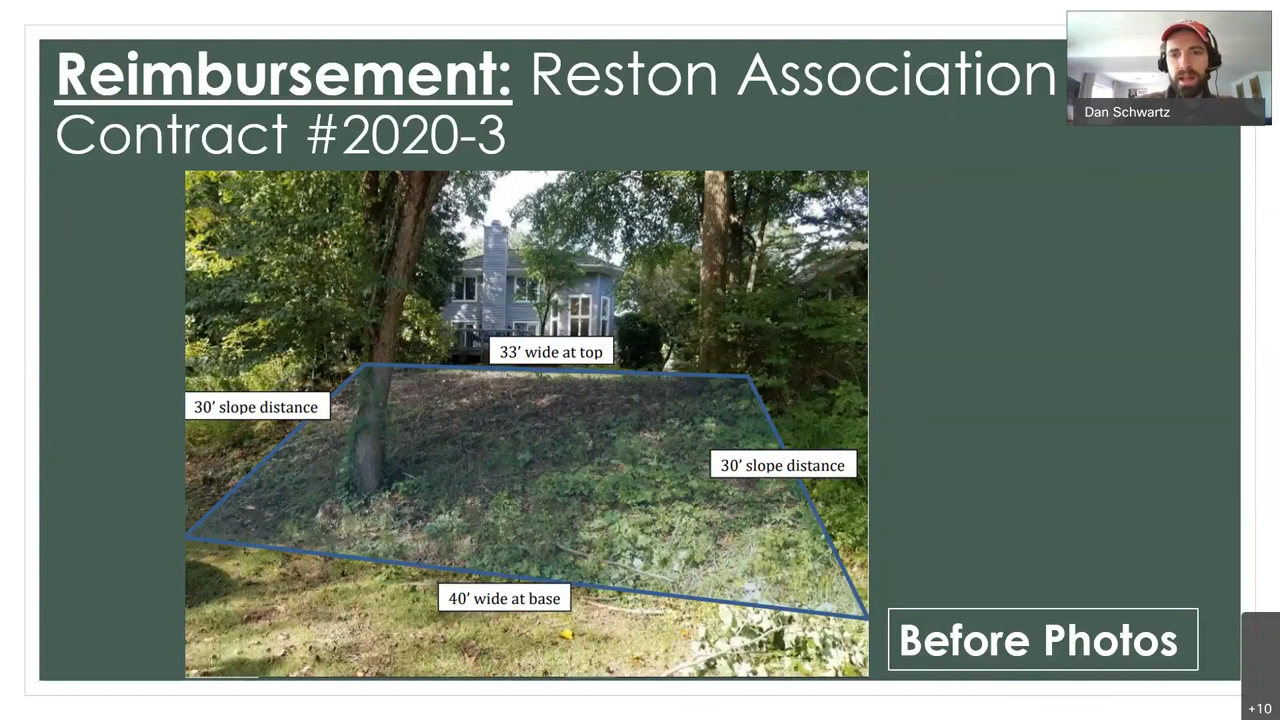 Reimbursement: Reston Association
Contract #2020-3
Dan Schwartz
33’ wide at top
30’ slope distance
30’ slope distance
40’ wide at base
Before Photos
+10